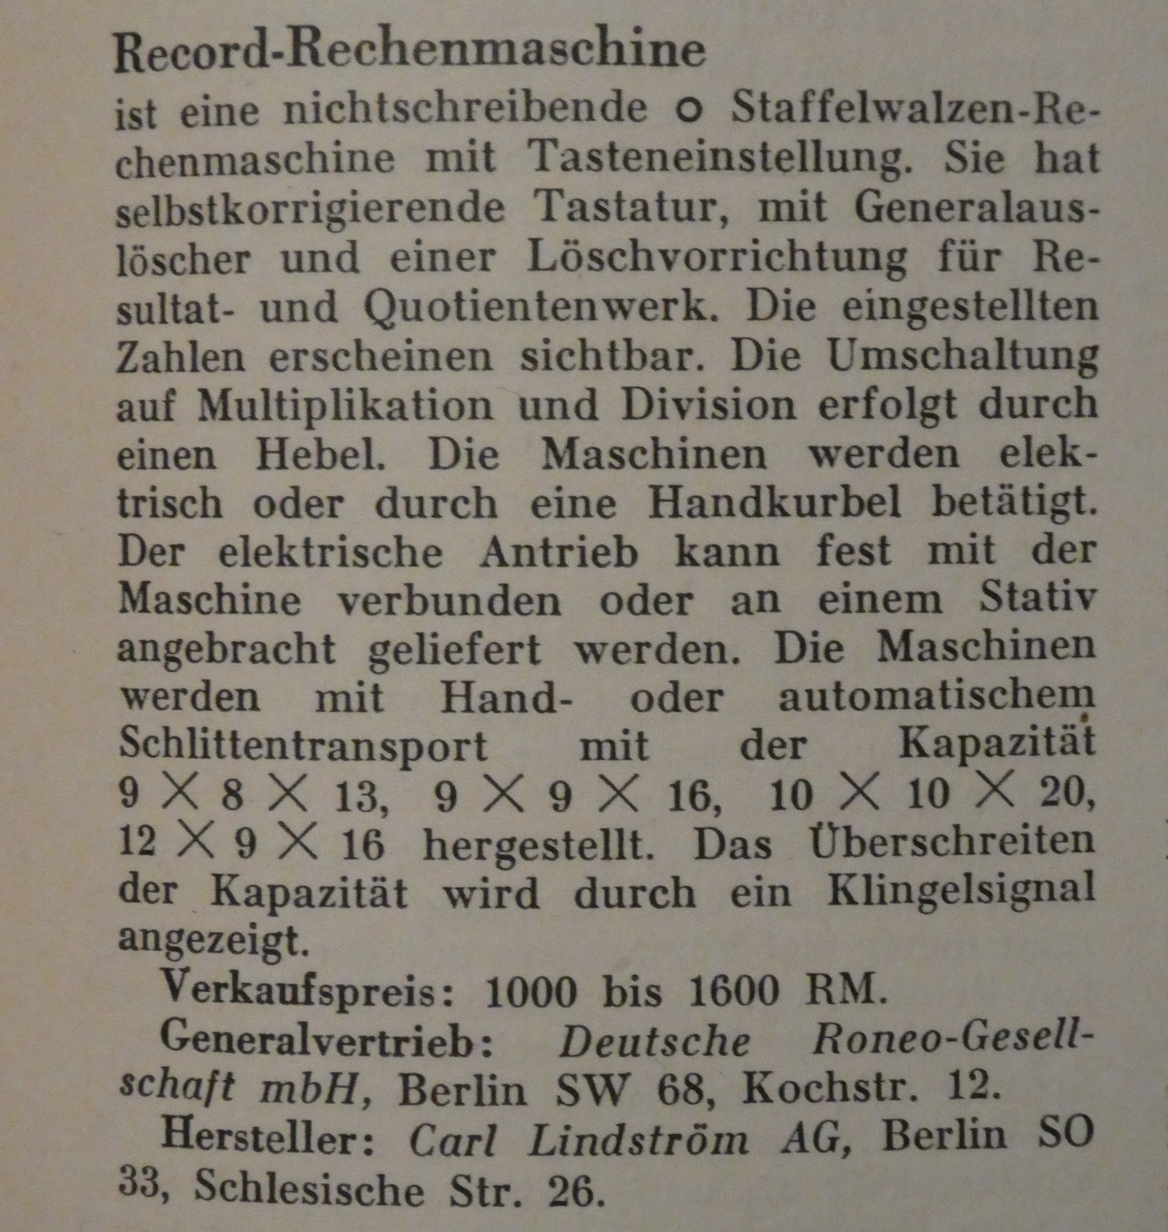 Record-Rechenmaschine
ist eine nichtschreibende o Staffelwalzen-Re-
chenmaschine mit Tasteneinstellung. Sie hat
selbstkorrigierende Tastatur, mit Generalaus-
löscher und einer Löschvorrichtung für Re-
sultat- und Quotientenwerk. Die eingestellten
Zahlen erscheinen sichtbar. Die Umschaltung
auf Multiplikation und Division erfolgt durch
einen Hebel. Die Maschinen werden elek-
trisch oder durch eine Handkurbel betätigt.
Der elektrische Antrieb kann fest mit der
Maschine verbunden oder an einem Stativ
angebracht geliefert werden. Die Maschinen
werden mit Hand- oder automatischem
Schlittentransport mit der Kapazität
9 × 8 × 13, 9 × 9 × 16, 10 × 10 × 20,
12 × 9 × 16 hergestellt. Das Überschreiten
der Kapazität wird durch ein Klingelsignal
angezeigt.
Verkaufspreis: 1000 bis 1600 RM.
Generalvertrieb: Deutsche Roneo-Gesell-
schaft mbH, Berlin SW 68, Kochstr. 12.
Hersteller: Carl Lindström AG, Berlin SO
33, Schlesische Str. 26.